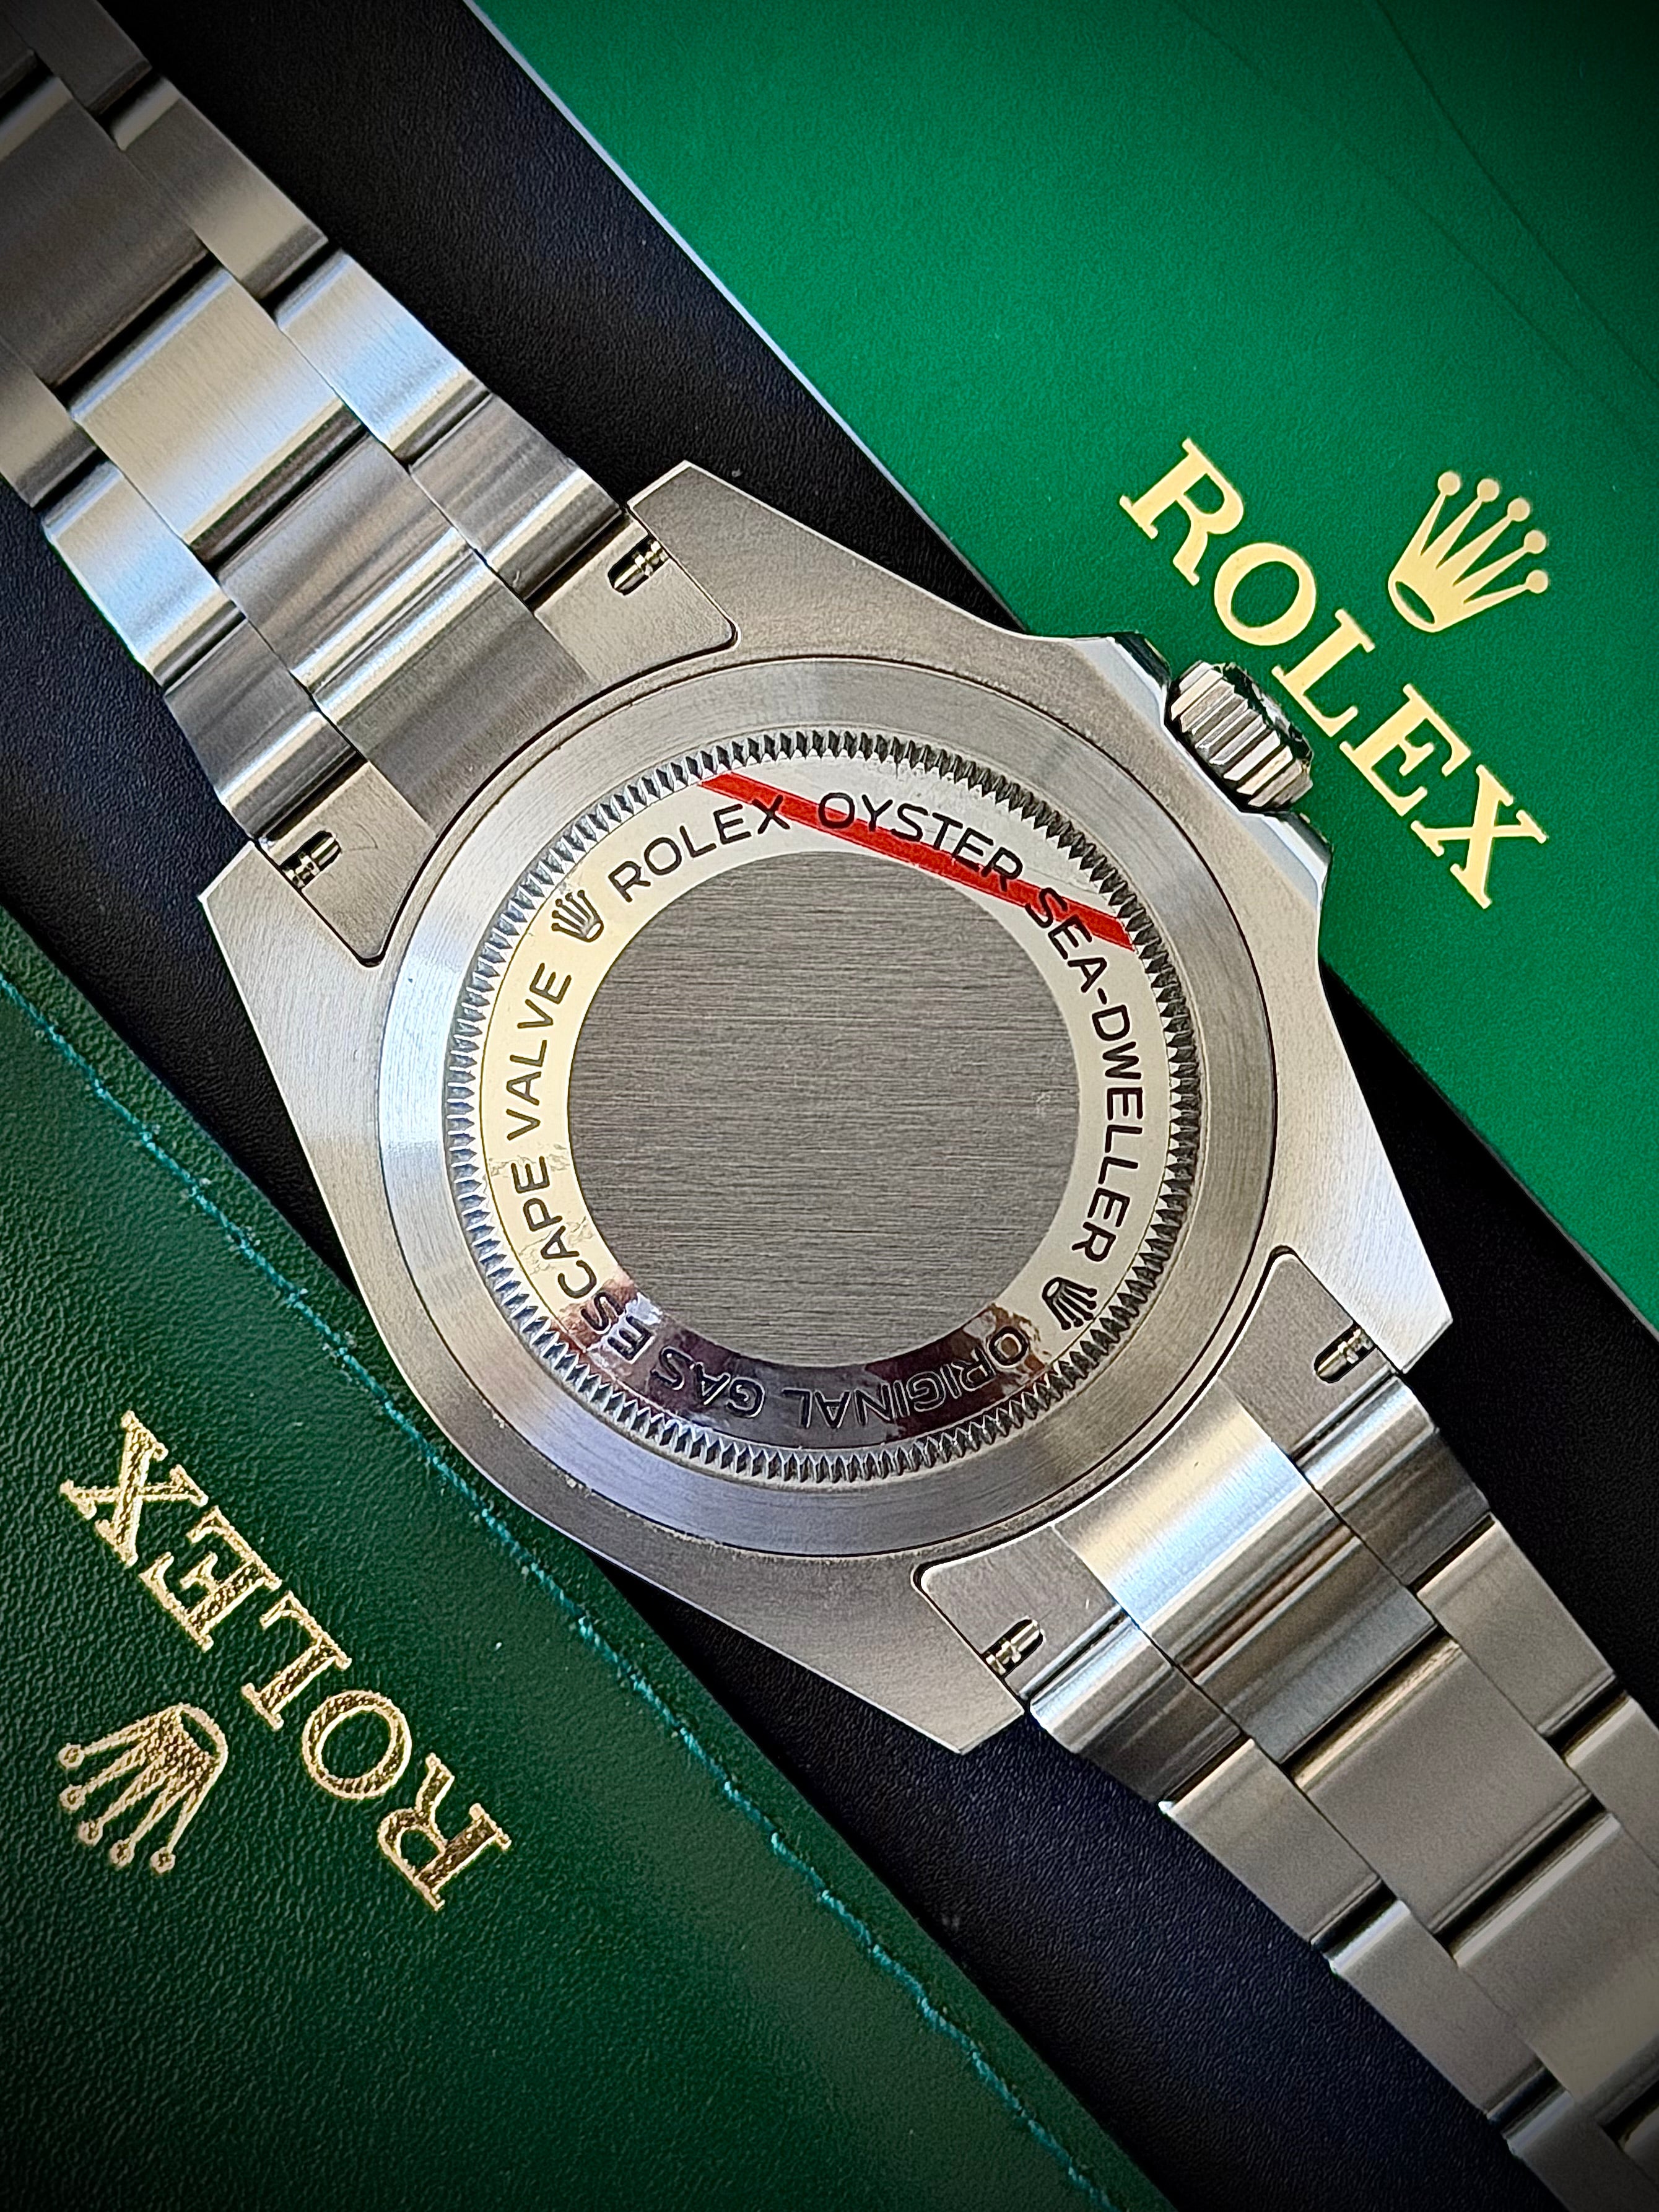 ROLEX
ROLEX OYSTER SEA-DWELLER
ORIGINAL GAS ESCAPE VALVE
ROLEX